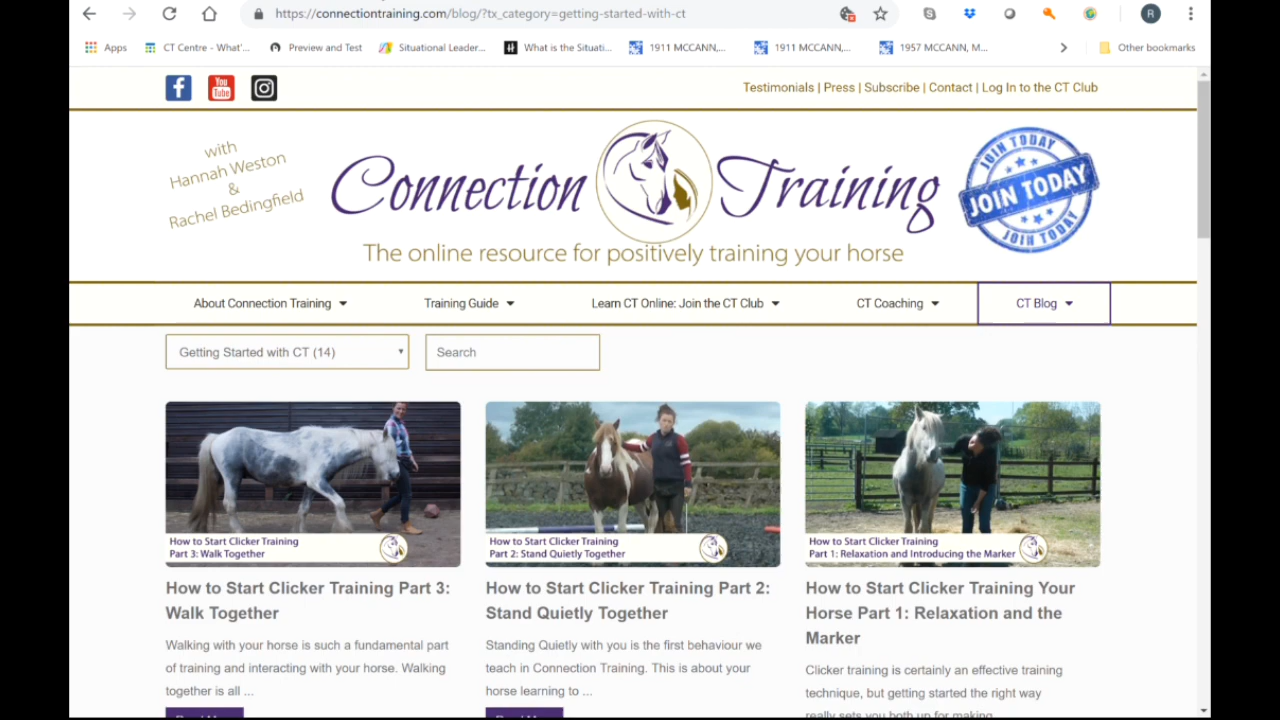 https://connectiontraining.com/blog/?tx_category=getting-started-with-ct
R
Apps
CT Centre - What'...
Preview and Test
Situational Leader...
What is the Situati...
1911 MCCANN,...
1911 MCCANN,...
1957 MCCANN, M...
Other bookmarks
You
Tube
Testimonials | Press | Subscribe | Contact | Log In to the CT Club
with
Hannah Weston
&
Rachel Bedingfield
Connection Training
The online resource for positively training your horse
JOIN TODAY
JOIN TODAY
JOIN TODAY
About Connection Training
Training Guide
Learn CT Online: Join the CT Club
CT Coaching
CT Blog
Getting Started with CT (14)
Search
How to Start Clicker Training
Part 3: Walk Together
How to Start Clicker Training Part 3:
Walk Together
Walking with your horse is such a fundamental part
of training and interacting with your horse. Walking
together is all ...
How to Start Clicker Training
Part 2: Stand Quietly Together
How to Start Clicker Training Part 2:
Stand Quietly Together
Standing Quietly with you is the first behaviour we
teach in Connection Training. This is about your
horse learning to ...
How to Start Clicker Training
Part 1: Relaxation and Introducing the Marker
How to Start Clicker Training Your
Horse Part 1: Relaxation and the
Marker
Clicker training is certainly an effective training
technique, but getting started the right way
really sets you both up for making